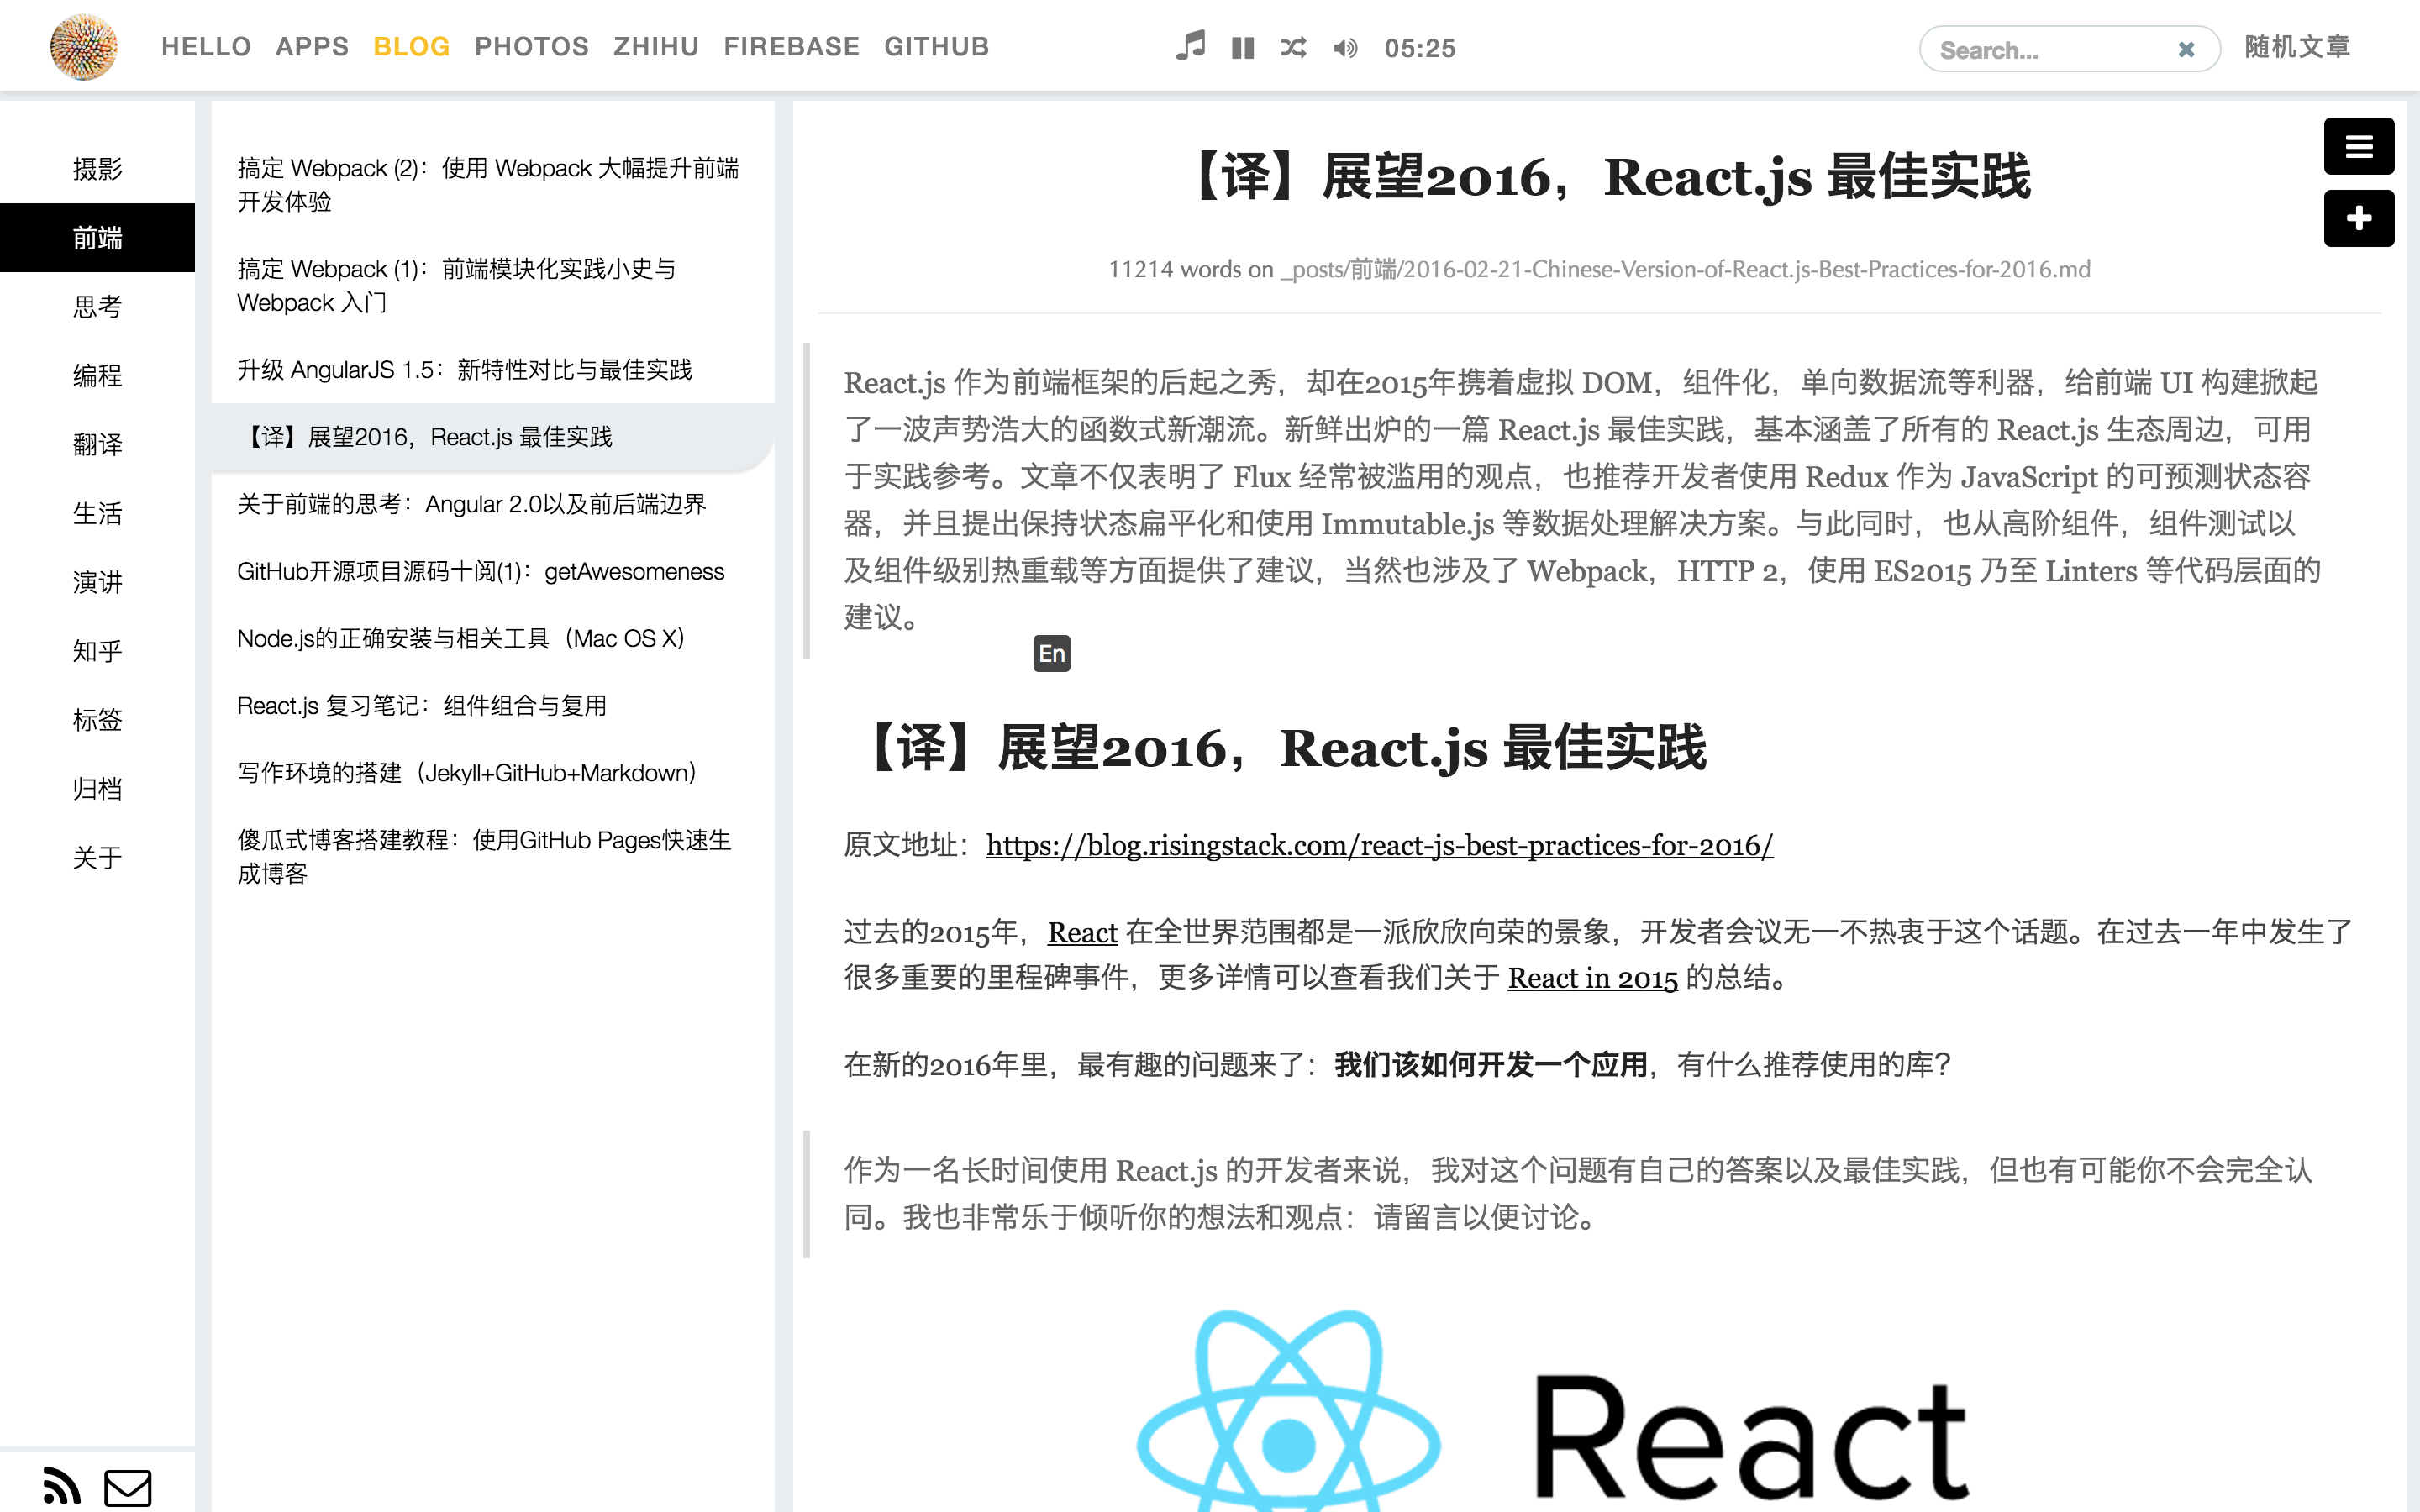 HELLO APPS BLOG PHOTOS ZHIHU FIREBASE GITHUB
05:25
Search...
随机文章
摄影
前端
思考
编程
翻译
生活
演讲
知乎
标签
归档
关于
搞定 Webpack (2)：使用 Webpack 大幅提升前端
开发体验
搞定 Webpack (1)：前端模块化实践小史与
Webpack 入门
升级 AngularJS 1.5：新特性对比与最佳实践
【译】展望2016，React.js 最佳实践
关于前端的思考：Angular 2.0以及前后端边界
GitHub开源项目源码十阅(1)：getAwesomeness
Node.js的正确安装与相关工具（Mac OS X）
React.js 复习笔记：组件组合与复用
写作环境的搭建（Jekyll+GitHub+Markdown）
傻瓜式博客搭建教程：使用GitHub Pages快速生
成博客
【译】展望2016，React.js 最佳实践
11214 words on _posts/前端/2016-02-21-Chinese-Version-of-React.js-Best-Practices-for-2016.md
React.js 作为前端框架的后起之秀，却在2015年携着虚拟 DOM，组件化，单向数据流等利器，给前端 UI 构建掀起
了一波声势浩大的函数式新潮流。新鲜出炉的一篇 React.js 最佳实践，基本涵盖了所有的 React.js 生态周边，可用
于实践参考。文章不仅表明了 Flux 经常被滥用的观点，也推荐开发者使用 Redux 作为 JavaScript 的可预测状态容
器，并且提出保持状态扁平化和使用 Immutable.js 等数据处理解决方案。与此同时，也从高阶组件，组件测试以
及组件级别热重载等方面提供了建议，当然也涉及了 Webpack，HTTP 2，使用 ES2015 乃至 Linters 等代码层面的
建议。
En
【译】展望2016，React.js 最佳实践
原文地址：https://blog.risingstack.com/react-js-best-practices-for-2016/
过去的2015年，React 在全世界范围都是一派欣欣向荣的景象，开发者会议无一不热衷于这个话题。在过去一年中发生了
很多重要的里程碑事件，更多详情可以查看我们关于 React in 2015 的总结。
在新的2016年里，最有趣的问题来了：我们该如何开发一个应用，有什么推荐使用的库？
作为一名长时间使用 React.js 的开发者来说，我对这个问题有自己的答案以及最佳实践，但也有可能你不会完全认
同。我也非常乐于倾听你的想法和观点：请留言以便讨论。
React